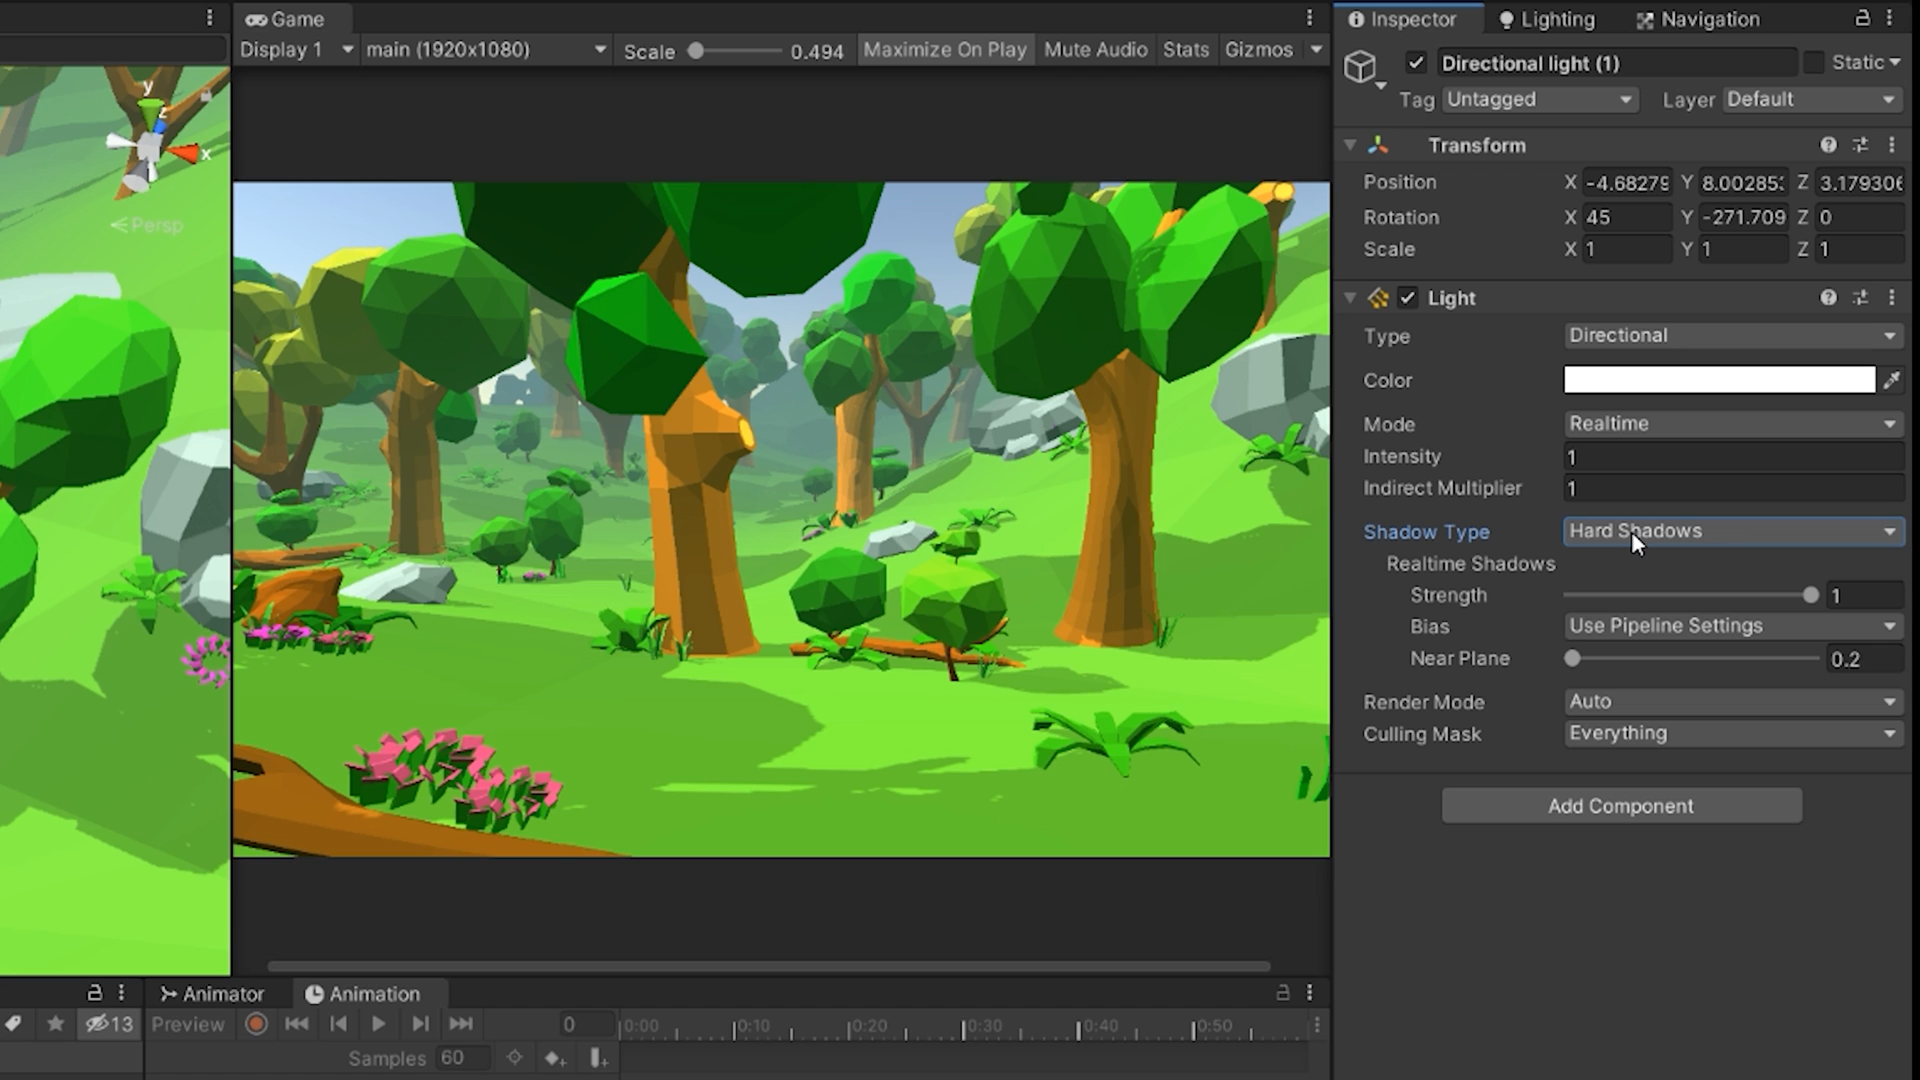 Game
Display 1 main (1920x1080) Scale 0.494 Maximize On Play Mute Audio Stats Gizmos
y
z
x
Persp
Inspector Lighting Navigation
Directional light (1) Static
Tag Untagged Layer Default
Transform
Position X -4.68279 Y 8.00285 Z 3.179306
Rotation X 45 Y -271.709 Z 0
Scale X 1 Y 1 Z 1
Light
Type Directional
Color
Mode Realtime
Intensity 1
Indirect Multiplier 1
Shadow Type Hard Shadows
Realtime Shadows
Strength 1
Bias Use Pipeline Settings
Near Plane 0.2
Render Mode Auto
Culling Mask Everything
Add Component
Animator Animation
13 Preview 0 0:00 0:10 0:20 0:30 0:40 0:50
Samples 60